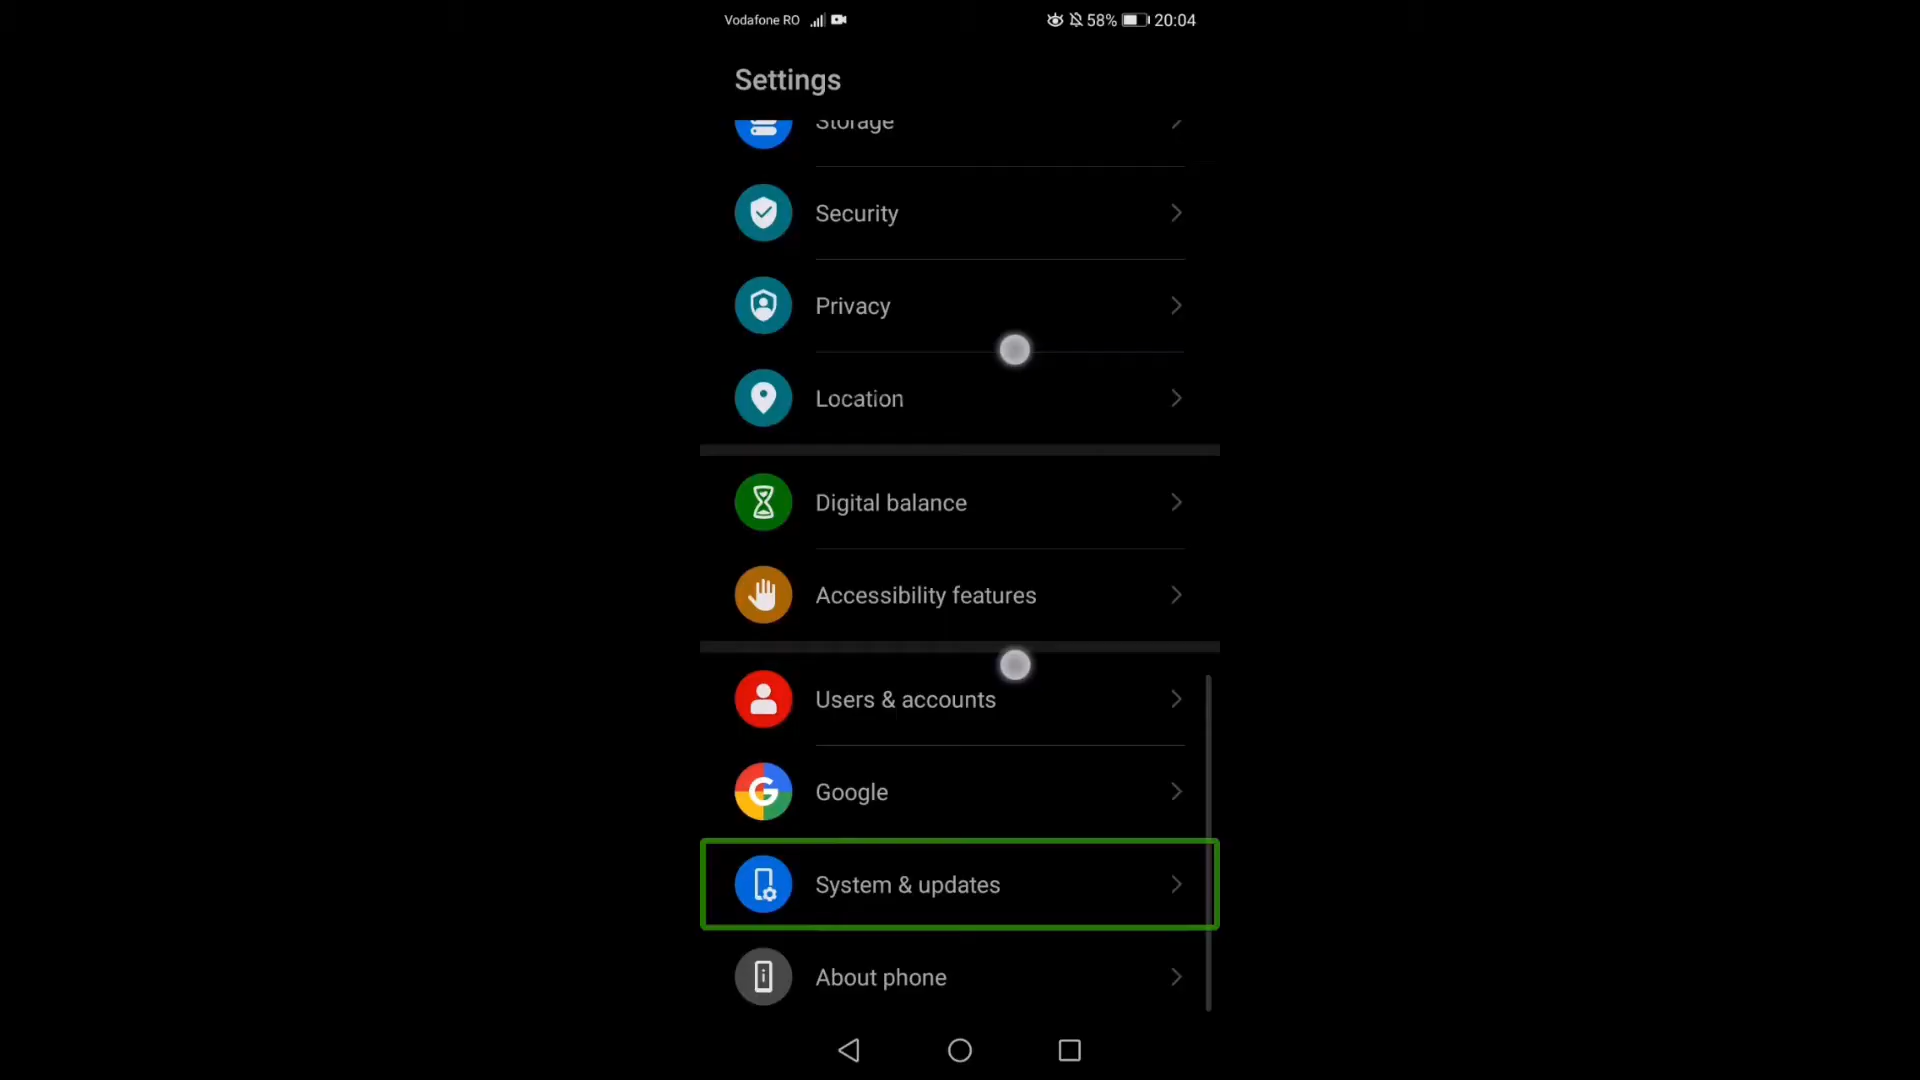 Vodafone RO
58% 20:04
Settings
Storage
Security
Privacy
Location
Digital balance
Accessibility features
Users & accounts
Google
System & updates
About phone